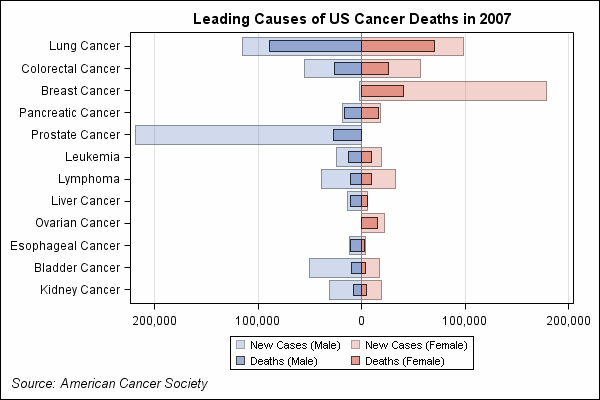 Leading Causes of US Cancer Deaths in 2007
Lung Cancer
Colorectal Cancer
Breast Cancer
Pancreatic Cancer
Prostate Cancer
Leukemia
Lymphoma
Liver Cancer
Ovarian Cancer
Esophageal Cancer
Bladder Cancer
Kidney Cancer
200,000 100,000 0 100,000 200,000
New Cases (Male) New Cases (Female)
Deaths (Male) Deaths (Female)
Source: American Cancer Society